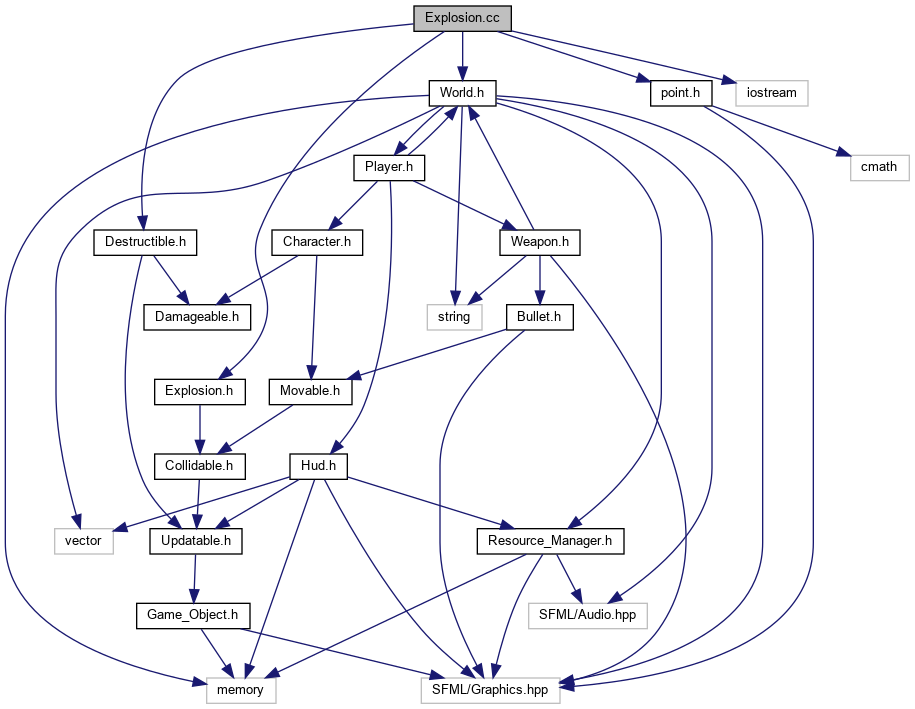 Explosion.cc
World.h
point.h
iostream
Player.h
cmath
Destructible.h
Character.h
Weapon.h
Damageable.h
string
Bullet.h
Explosion.h
Movable.h
Collidable.h
Hud.h
vector
Updatable.h
Resource_Manager.h
Game_Object.h
SFML/Audio.hpp
memory
SFML/Graphics.hpp